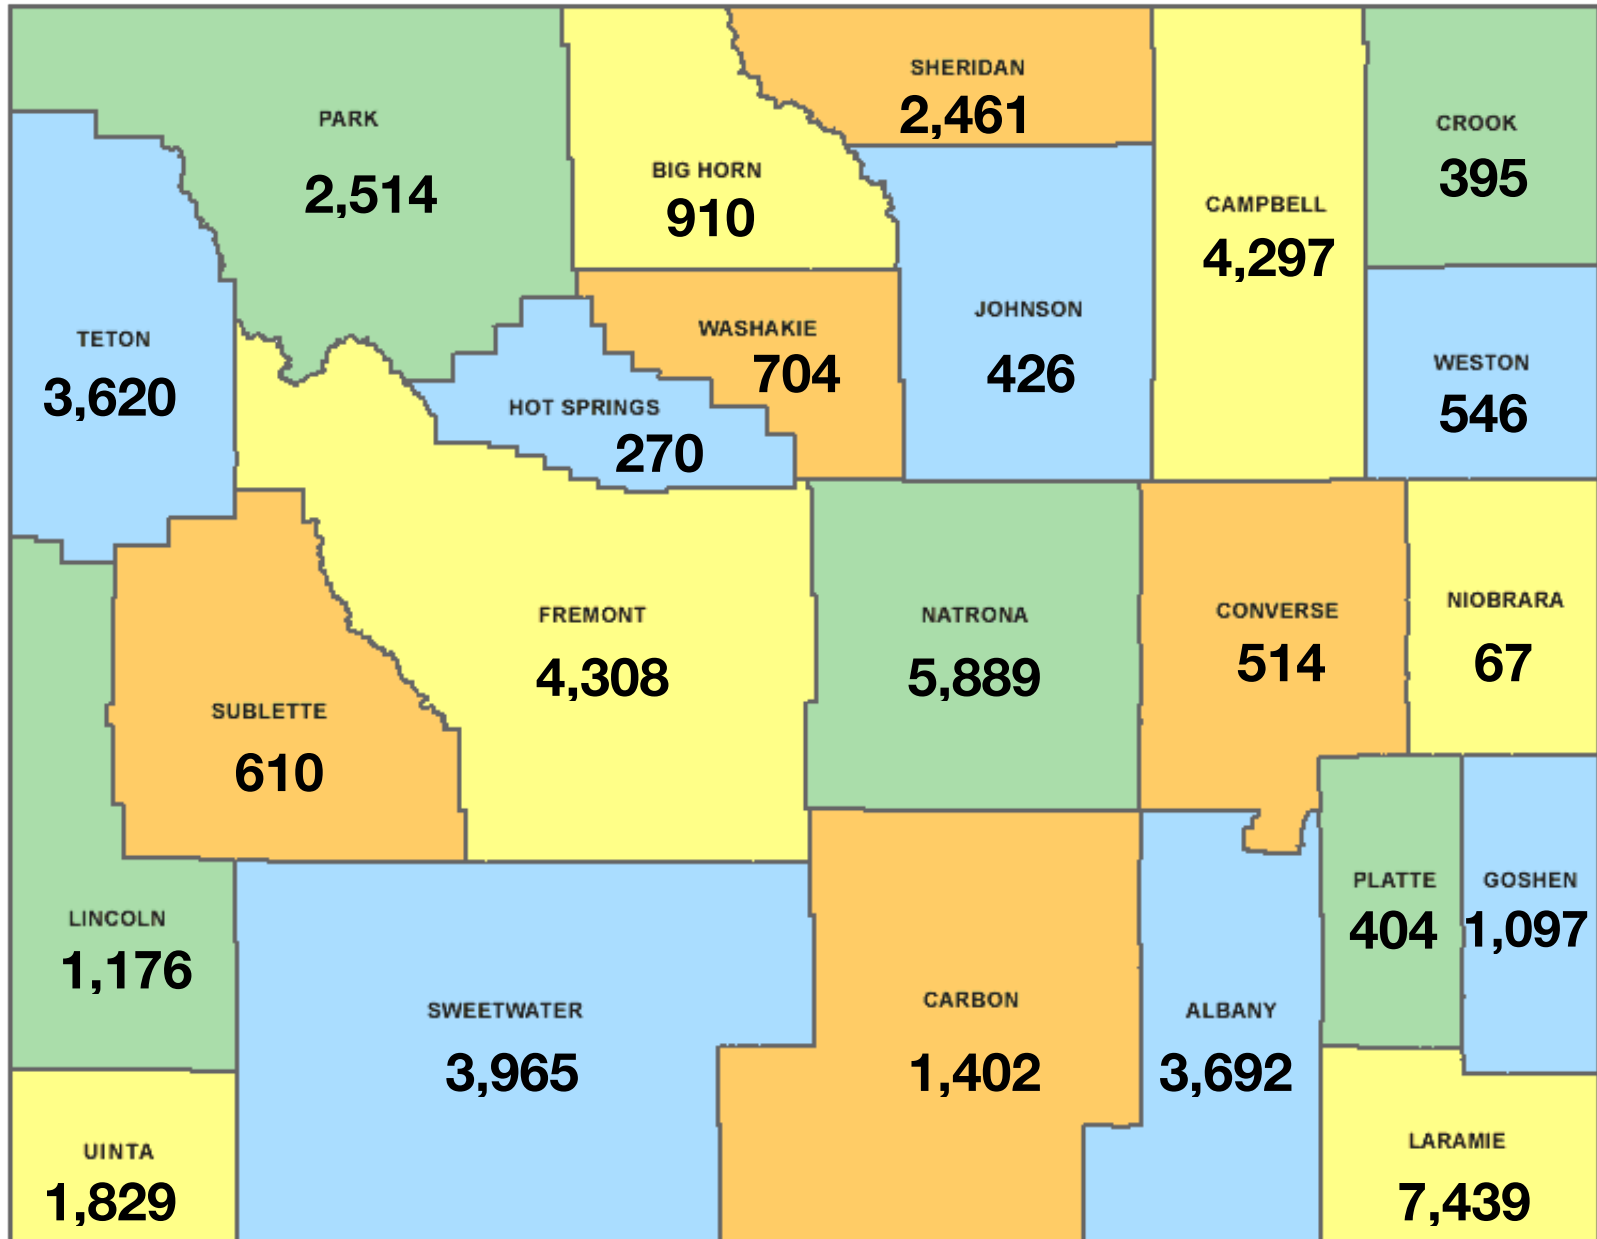 SHERIDAN
2,461
PARK
2,514
CROOK
395
BIG HORN
910
CAMPBELL
4,297
JOHNSON
426
WASHAKIE
704
TETON
3,620
WESTON
546
HOT SPRINGS
270
FREMONT
4,308
NATRONA
5,889
CONVERSE
514
NIOBRARA
67
SUBLETTE
610
PLATTE
404
GOSHEN
1,097
LINCOLN
1,176
SWEETWATER
3,965
CARBON
1,402
ALBANY
3,692
LARAMIE
7,439
UINTA
1,829